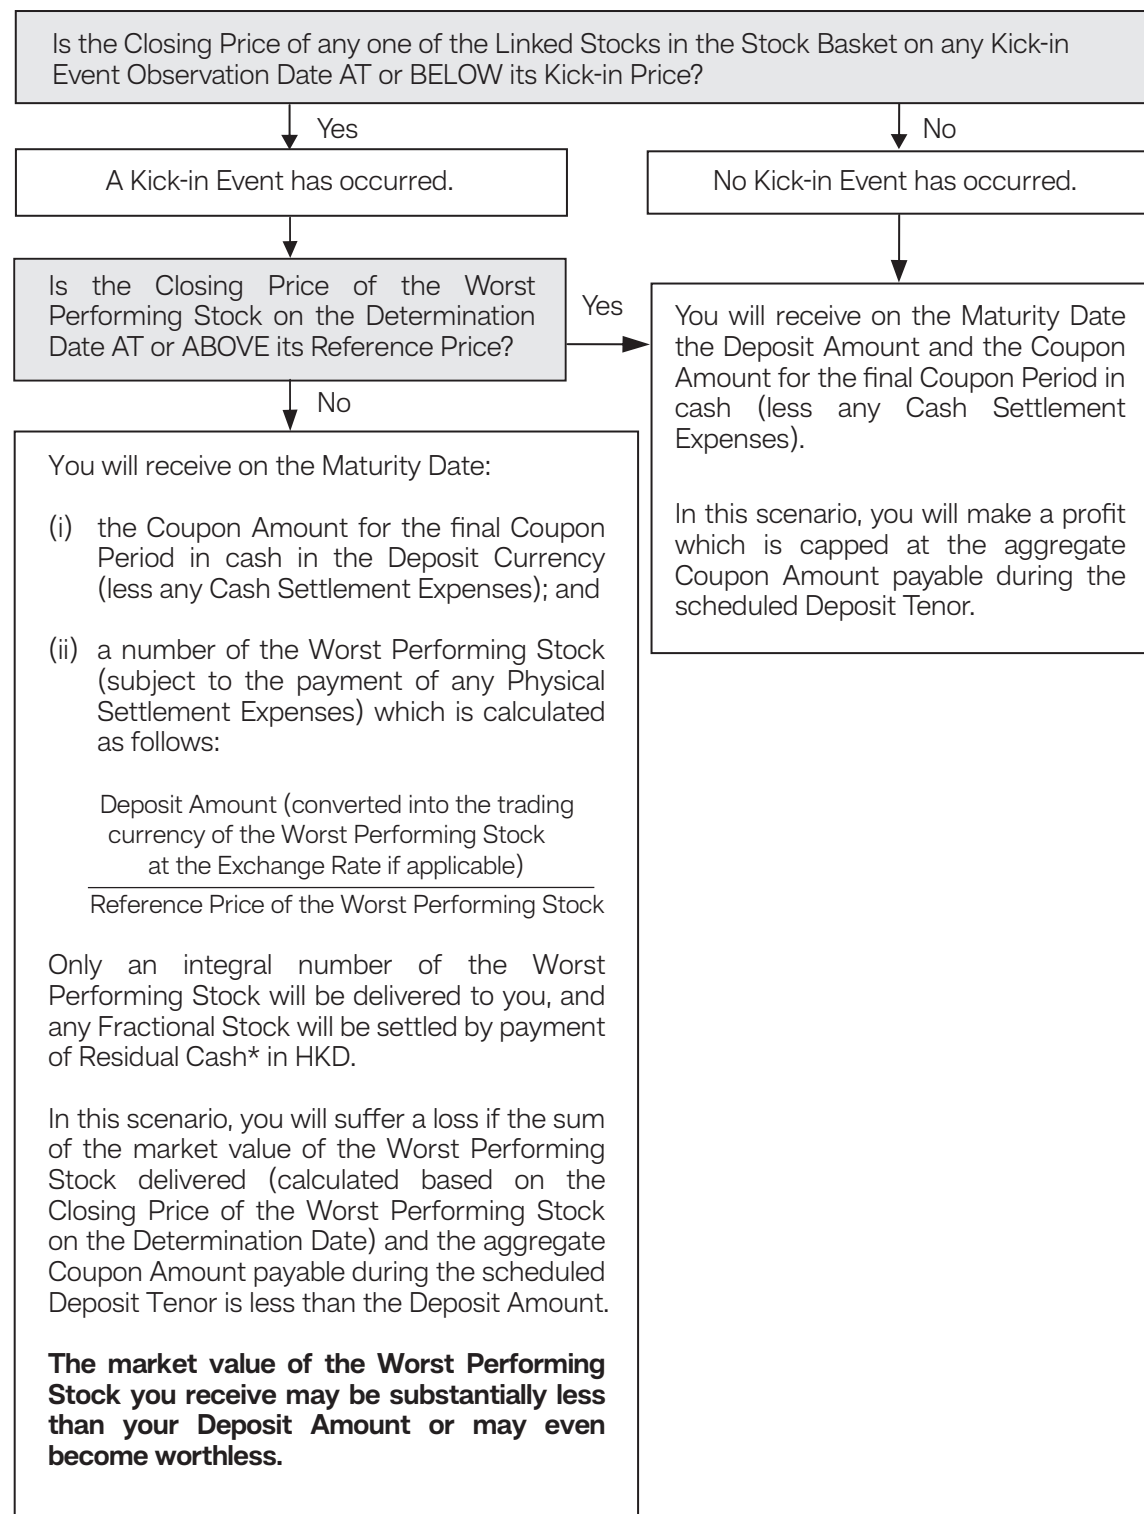 Is the Closing Price of any one of the Linked Stocks in the Stock Basket on any Kick-in
Event Observation Date AT or BELOW its Kick-in Price?
Yes
No
A Kick-in Event has occurred.
No Kick-in Event has occurred.
Is the Closing Price of the Worst
Performing Stock on the Determination
Date AT or ABOVE its Reference Price?
Yes
You will receive on the Maturity Date
the Deposit Amount and the Coupon
Amount for the final Coupon Period in
cash (less any Cash Settlement
Expenses).
In this scenario, you will make a profit
which is capped at the aggregate
Coupon Amount payable during the
scheduled Deposit Tenor.
No
You will receive on the Maturity Date:
(i) the Coupon Amount for the final Coupon
Period in cash in the Deposit Currency
(less any Cash Settlement Expenses); and
(ii) a number of the Worst Performing Stock
(subject to the payment of any Physical
Settlement Expenses) which is calculated
as follows:
Deposit Amount (converted into the trading
currency of the Worst Performing Stock
at the Exchange Rate if applicable)
Reference Price of the Worst Performing Stock
Only an integral number of the Worst
Performing Stock will be delivered to you, and
any Fractional Stock will be settled by payment
of Residual Cash* in HKD.
In this scenario, you will suffer a loss if the sum
of the market value of the Worst Performing
Stock delivered (calculated based on the
Closing Price of the Worst Performing Stock
on the Determination Date) and the aggregate
Coupon Amount payable during the scheduled
Deposit Tenor is less than the Deposit Amount.
The market value of the Worst Performing
Stock you receive may be substantially less
than your Deposit Amount or may even
become worthless.